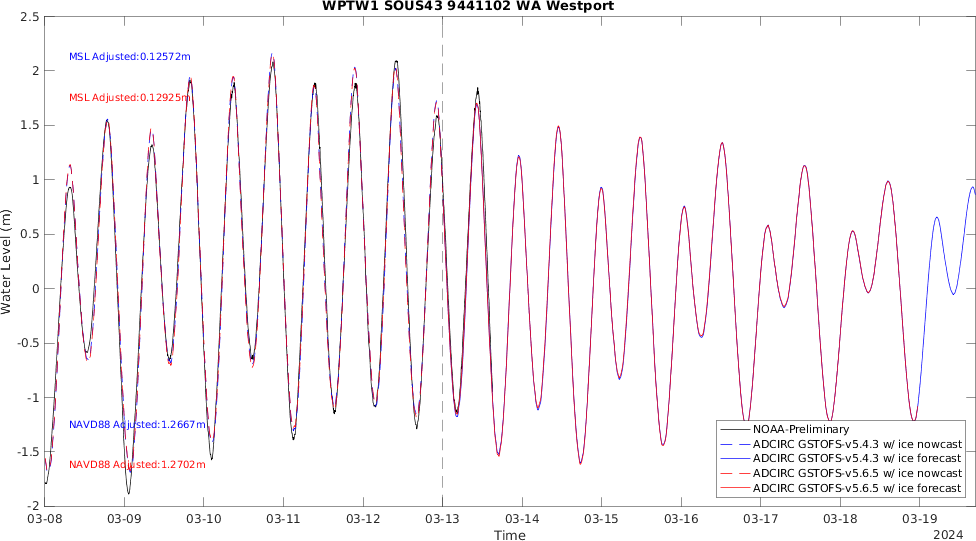 WPTW1 SOUS43 9441102 WA Westport
2.5
2
1.5
1
0.5
0
-0.5
-1
-1.5
-2
Water Level (m)
MSL Adjusted:0.12572m
MSL Adjusted:0.12925m
NAVD88 Adjusted:1.2667m
NAVD88 Adjusted:1.2702m
NOAA-Preliminary
ADCIRC GSTOFS-v5.4.3 w/ ice nowcast
ADCIRC GSTOFS-v5.4.3 w/ ice forecast
ADCIRC GSTOFS-v5.6.5 w/ ice nowcast
ADCIRC GSTOFS-v5.6.5 w/ ice forecast
03-08 03-09 03-10 03-11 03-12 03-13 03-14 03-15 03-16 03-17 03-18 03-19
Time
2024